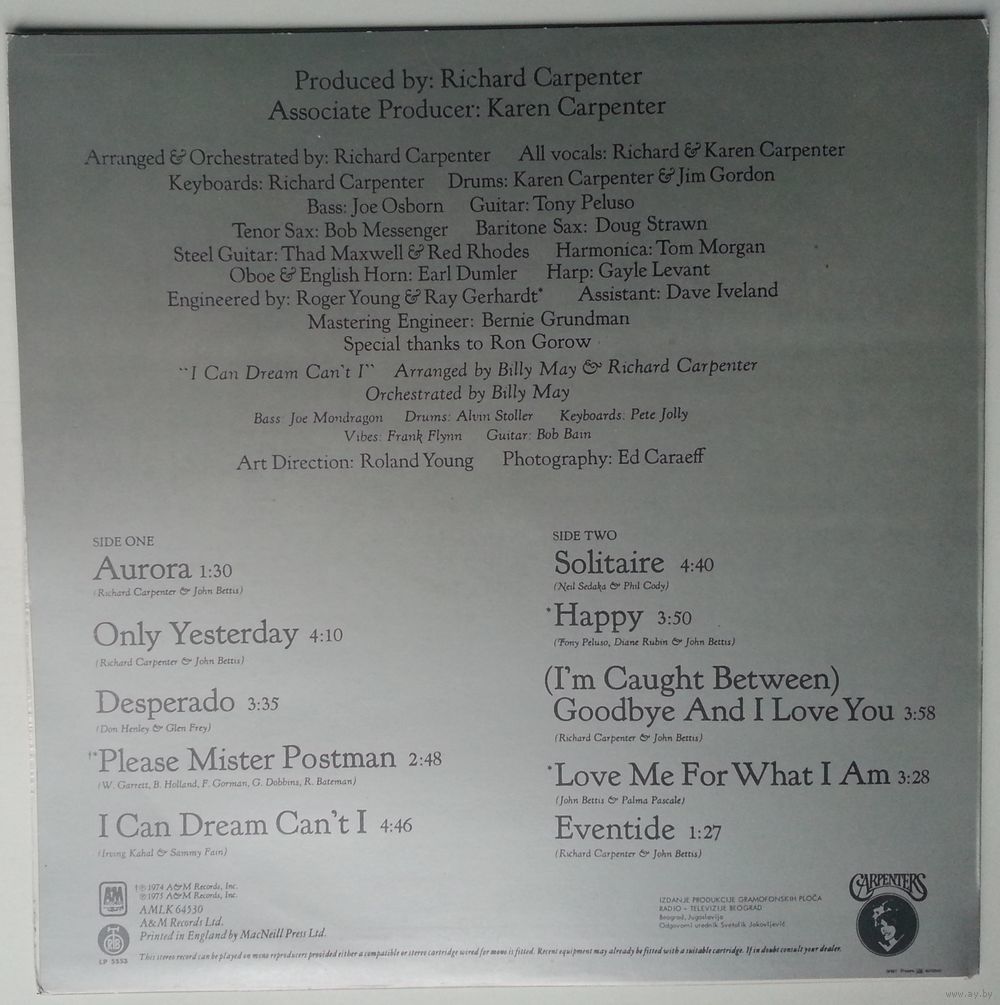 Produced by: Richard Carpenter
Associate Producer: Karen Carpenter
Arranged & Orchestrated by: Richard Carpenter All vocals: Richard & Karen Carpenter
Keyboards: Richard Carpenter Drums: Karen Carpenter & Jim Gordon
Bass: Joe Osborn Guitar: Tony Peluso
Tenor Sax: Bob Messenger Baritone Sax: Doug Strawn
Steel Guitar: Thad Maxwell & Red Rhodes Harmonica: Tom Morgan
Oboe & English Horn: Earl Dumler Harp: Gayle Levant
Engineered by: Roger Young & Ray Gerhardt* Assistant: Dave Iveland
Mastering Engineer: Bernie Grundman
Special thanks to Ron Gorow
"I Can Dream Can't I" Arranged by Billy May & Richard Carpenter
Orchestrated by Billy May
Bass: Joe Mondragon Drums: Alvin Stoller Keyboards: Pete Jolly
Vibes: Frank Flynn Guitar: Bob Bain
Art Direction: Roland Young Photography: Ed Caraeff
SIDE ONE
Aurora 1:30
(Richard Carpenter & John Bettis)
Only Yesterday 4:10
(Richard Carpenter & John Bettis)
Desperado 3:35
(Don Henley & Glen Frey)
†*Please Mister Postman 2:48
(W. Garrett, B. Holland, F. Gorman, G. Dobbins, R. Bateman)
I Can Dream Can't I 4:46
(Irving Kahal & Sammy Fain)
SIDE TWO
Solitaire 4:40
(Neil Sedaka & Phil Cody)
*Happy 3:50
(Tony Peluso, Diane Rubin & John Bettis)
(I'm Caught Between)
Goodbye And I Love You 3:58
(Richard Carpenter & John Bettis)
*Love Me For What I Am 3:28
(John Bettis & Palma Pascale)
Eventide 1:27
(Richard Carpenter & John Bettis)
A&M
†℗1974 A&M Records, Inc.
℗1975 A&M Records, Inc.
AMLK 64530
A&M Records Ltd.
Printed in England by MacNeill Press Ltd.
RTB
LP 5553
IZDANJE PRODUKCIJE GRAMOFONSKIH PLOČA
RADIO – TELEVIZIJE BEOGRAD
Beograd, Jugoslavija
Odgovorni urednik Svetolik Jakovljević
CARPENTERS
This stereo record can be played on mono reproducers provided either a compatible or stereo cartridge wired for mono is fitted. Recent equipment may already be fitted with a suitable cartridge. If in doubt consult your dealer.
www.ay.by